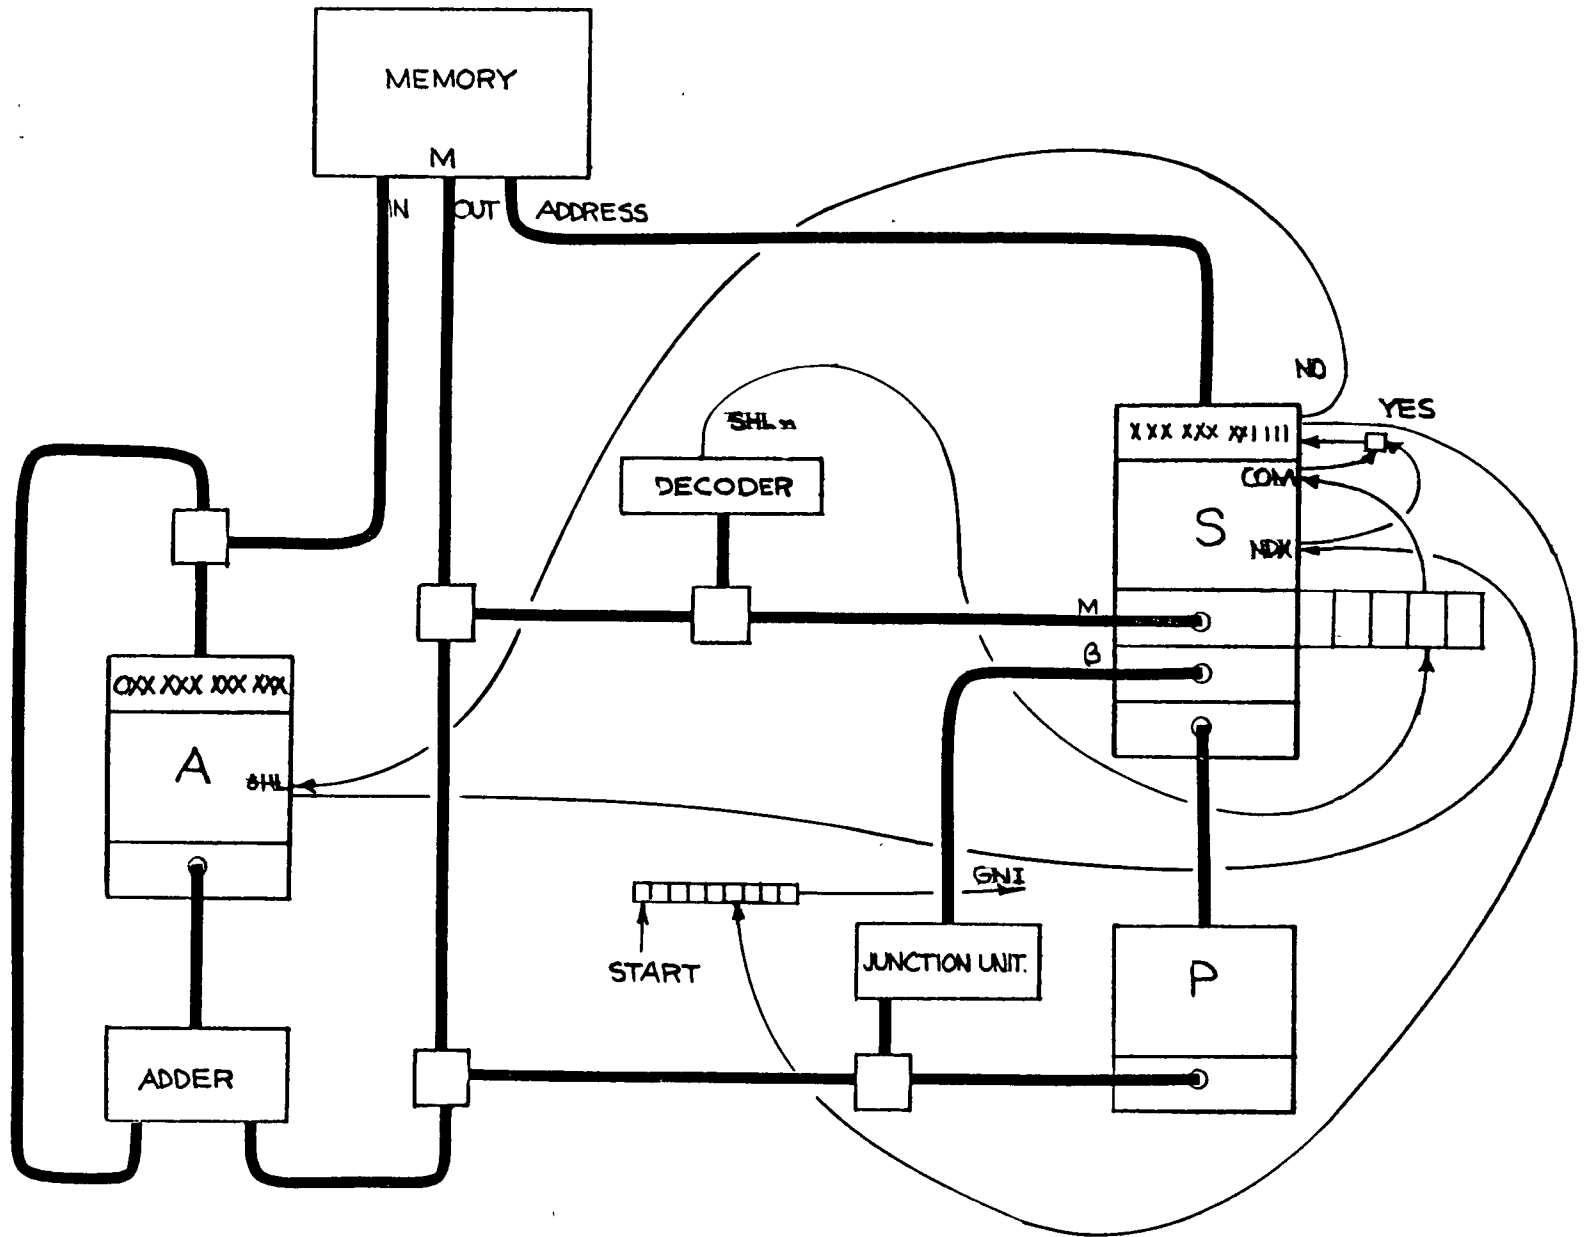 MEMORY
M
IN
OUT
ADDRESS
NO
YES
XXX XXX XX1111
COM
S
NDX
SHL n
DECODER
M
β
OXX XXX XXX XXX
A
SHL
GNI
START
JUNCTION UNIT.
P
ADDER